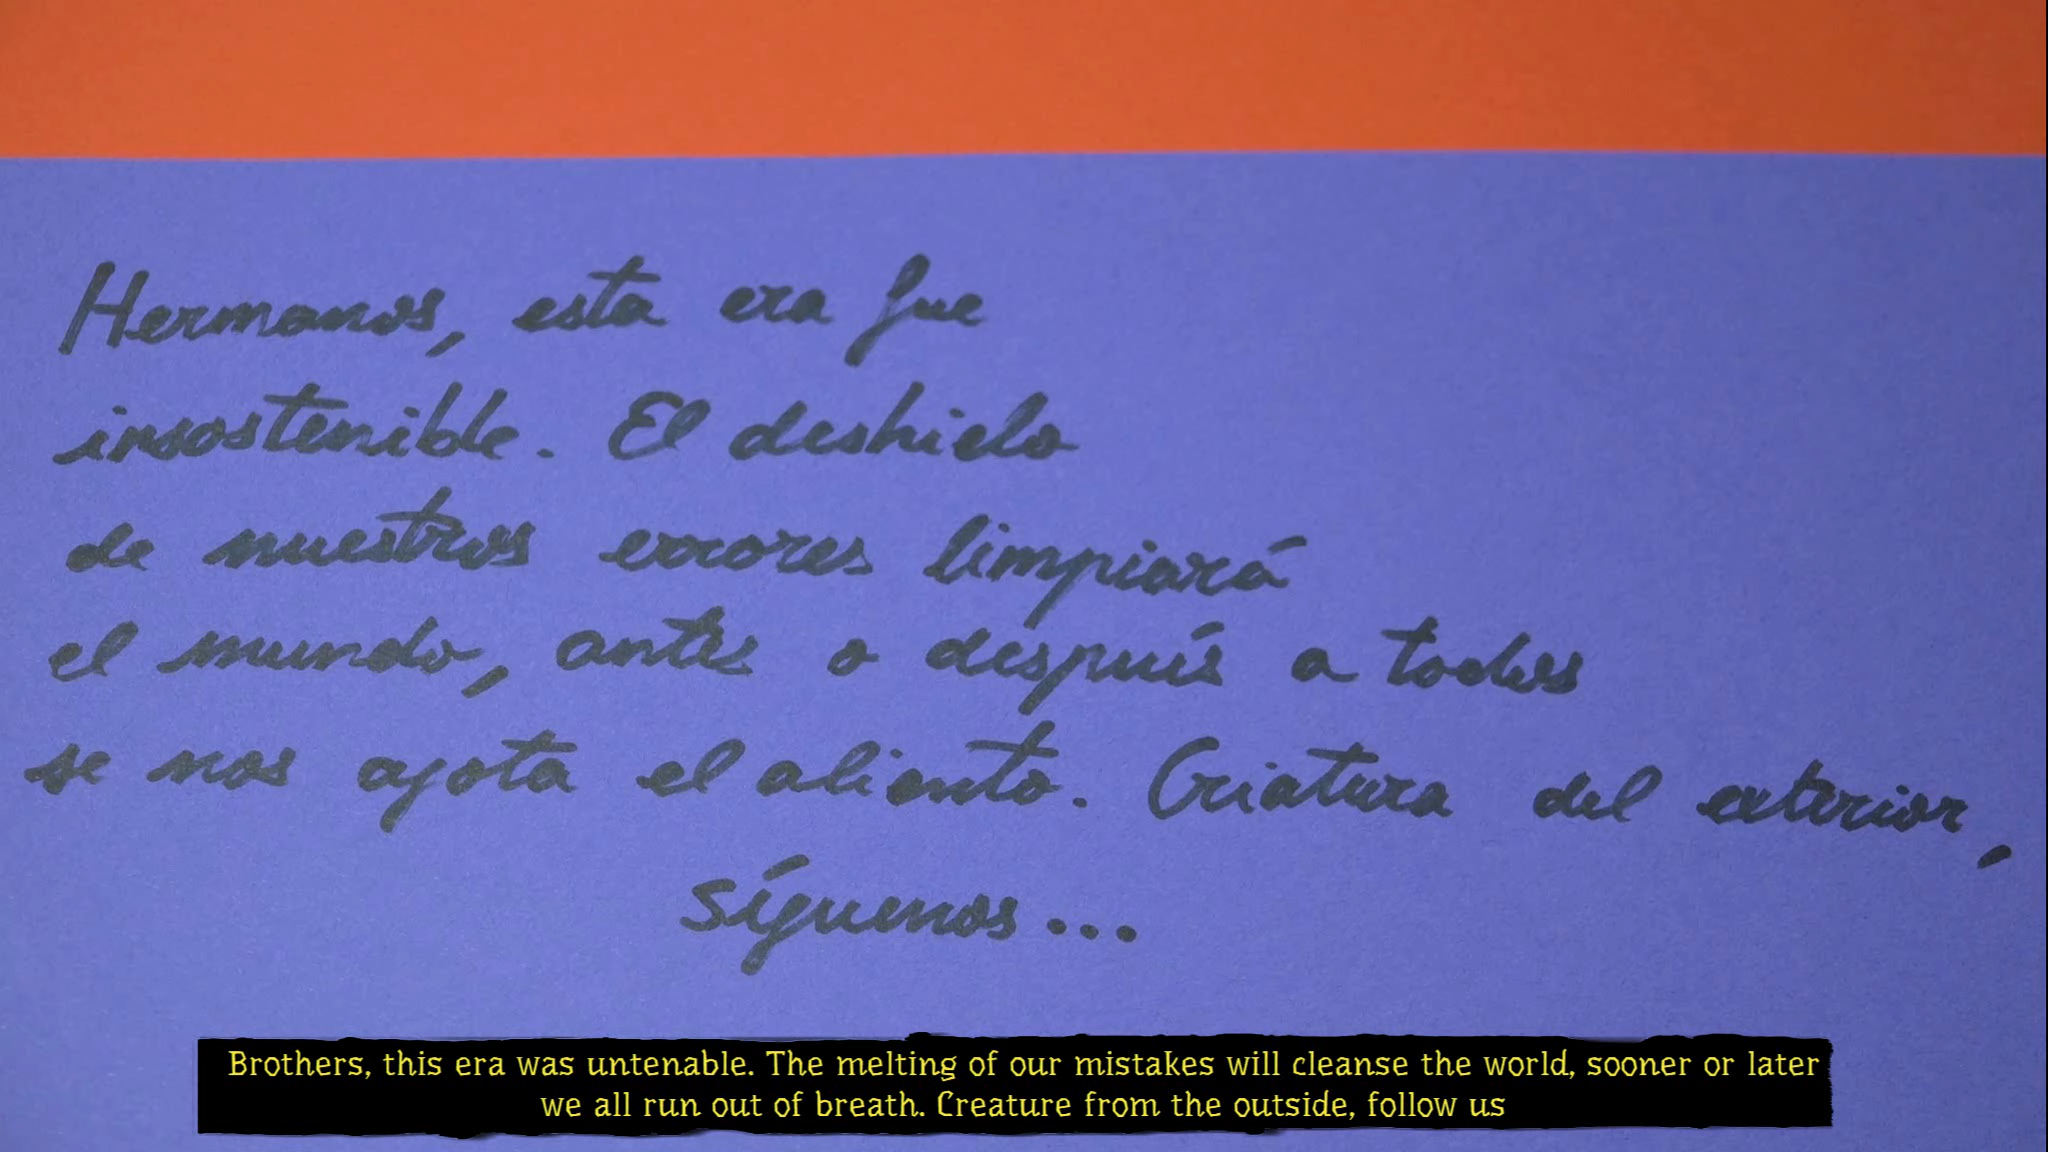 Hermanos, esta era fue
insostenible. El deshielo
de nuestros errores limpiará
el mundo, antes o después a todos
se nos agota el aliento. Criatura del exterior,
síguenos...
Brothers, this era was untenable. The melting of our mistakes will cleanse the world, sooner or later
we all run out of breath. Creature from the outside, follow us